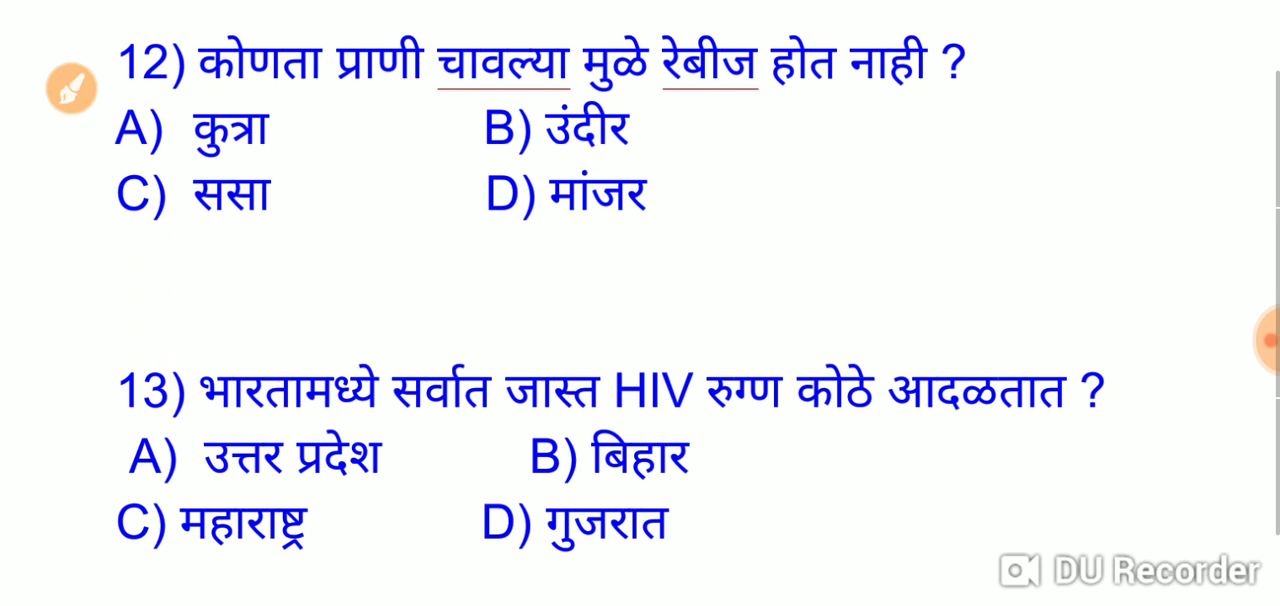 12) कोणता प्राणी चावल्या मुळे रेबीज होत नाही ?
A) कुत्रा B) उंदीर
C) ससा D) मांजर
13) भारतामध्ये सर्वात जास्त HIV रुग्ण कोठे आदळतात ?
A) उत्तर प्रदेश B) बिहार
C) महाराष्ट्र D) गुजरात
DU Recorder